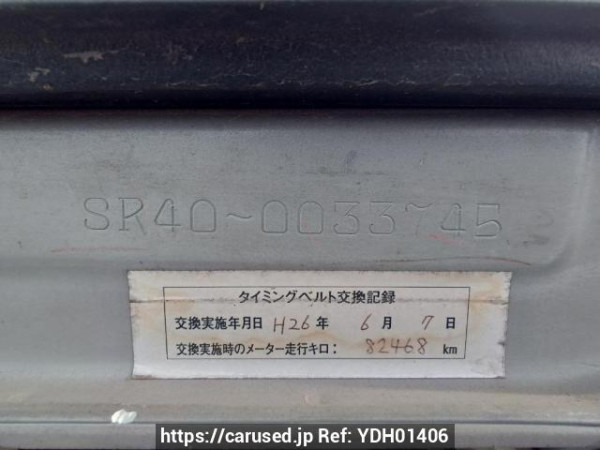 SR40-0033745
タイミングベルト交換記録
交換実施年月日 H26 年 6 月 7 日
交換実施時のメーター走行キロ： 82468 km
https://carused.jp Ref: YDH01406